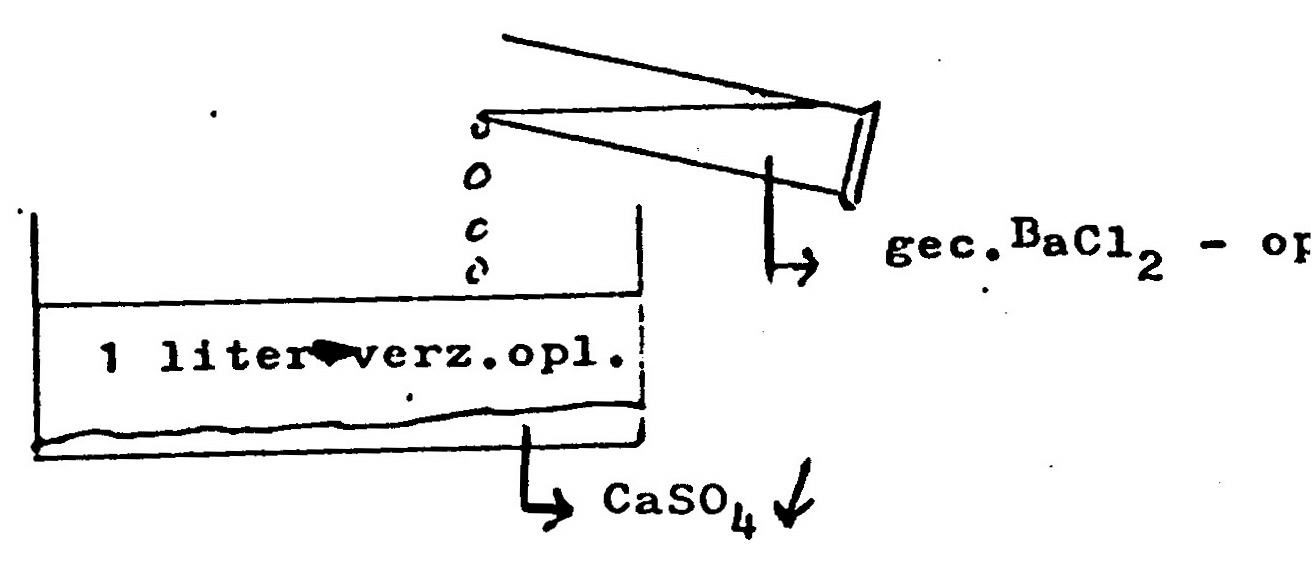 gec.BaCl₂ - op
1 liter verz.opl.
CaSO₄ ↓